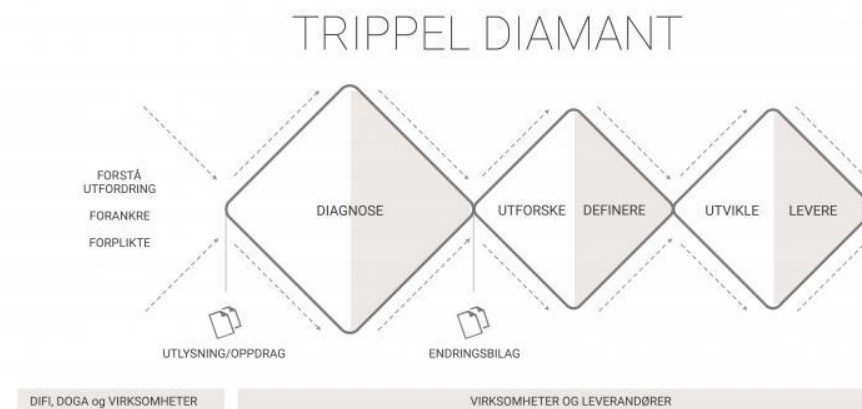 TRIPPEL DIAMANT
FORSTÅ
UTFORDRING
FORANKRE
FORPLIKTE
DIAGNOSE
UTFORSKE
DEFINERE
UTVIKLE
LEVERE
UTLYSNING/OPPDRAG
ENDRINGSBILAG
DIFI, DOGA og VIRKSOMHETER
VIRKSOMHETER OG LEVERANDØRER